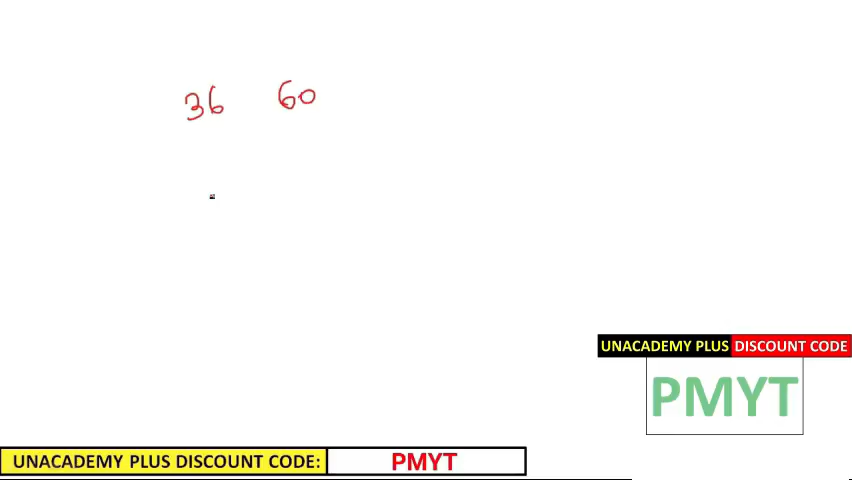 36 60
UNACADEMY PLUS DISCOUNT CODE
PMYT
UNACADEMY PLUS DISCOUNT CODE: PMYT